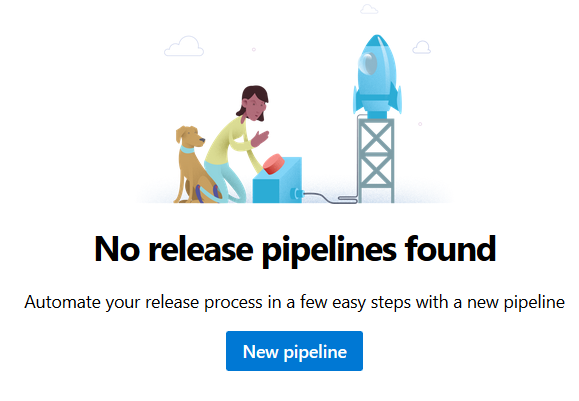 No release pipelines found
Automate your release process in a few easy steps with a new pipeline
New pipeline